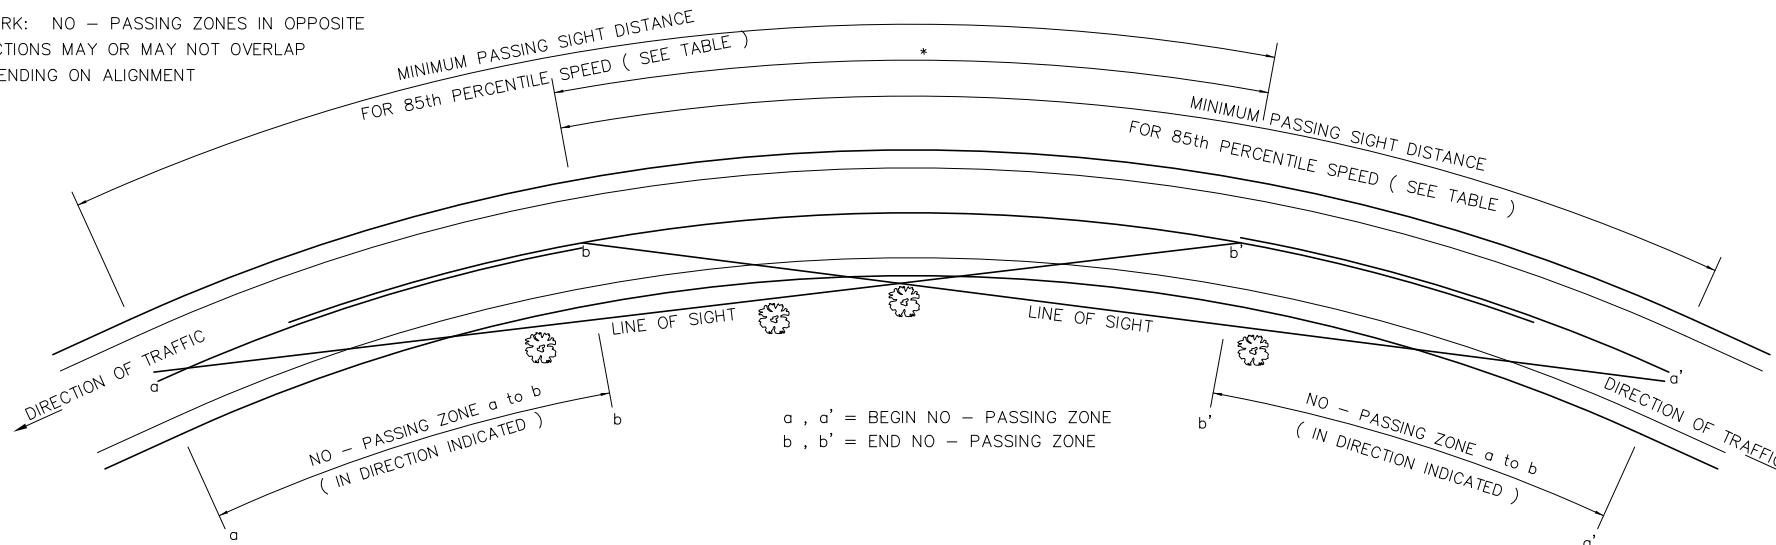 RK: NO – PASSING ZONES IN OPPOSITE
CTIONS MAY OR MAY NOT OVERLAP
ENDING ON ALIGNMENT
MINIMUM PASSING SIGHT DISTANCE
FOR 85th PERCENTILE SPEED ( SEE TABLE )
*
MINIMUM PASSING SIGHT DISTANCE
FOR 85th PERCENTILE SPEED ( SEE TABLE )
b
b'
LINE OF SIGHT
LINE OF SIGHT
DIRECTION OF TRAFFIC
a
a'
DIRECTION OF TRAFFIC
NO – PASSING ZONE a to b
( IN DIRECTION INDICATED )
b
a , a' = BEGIN NO – PASSING ZONE
b , b' = END NO – PASSING ZONE
b'
NO – PASSING ZONE a to b
( IN DIRECTION INDICATED )
a
a'